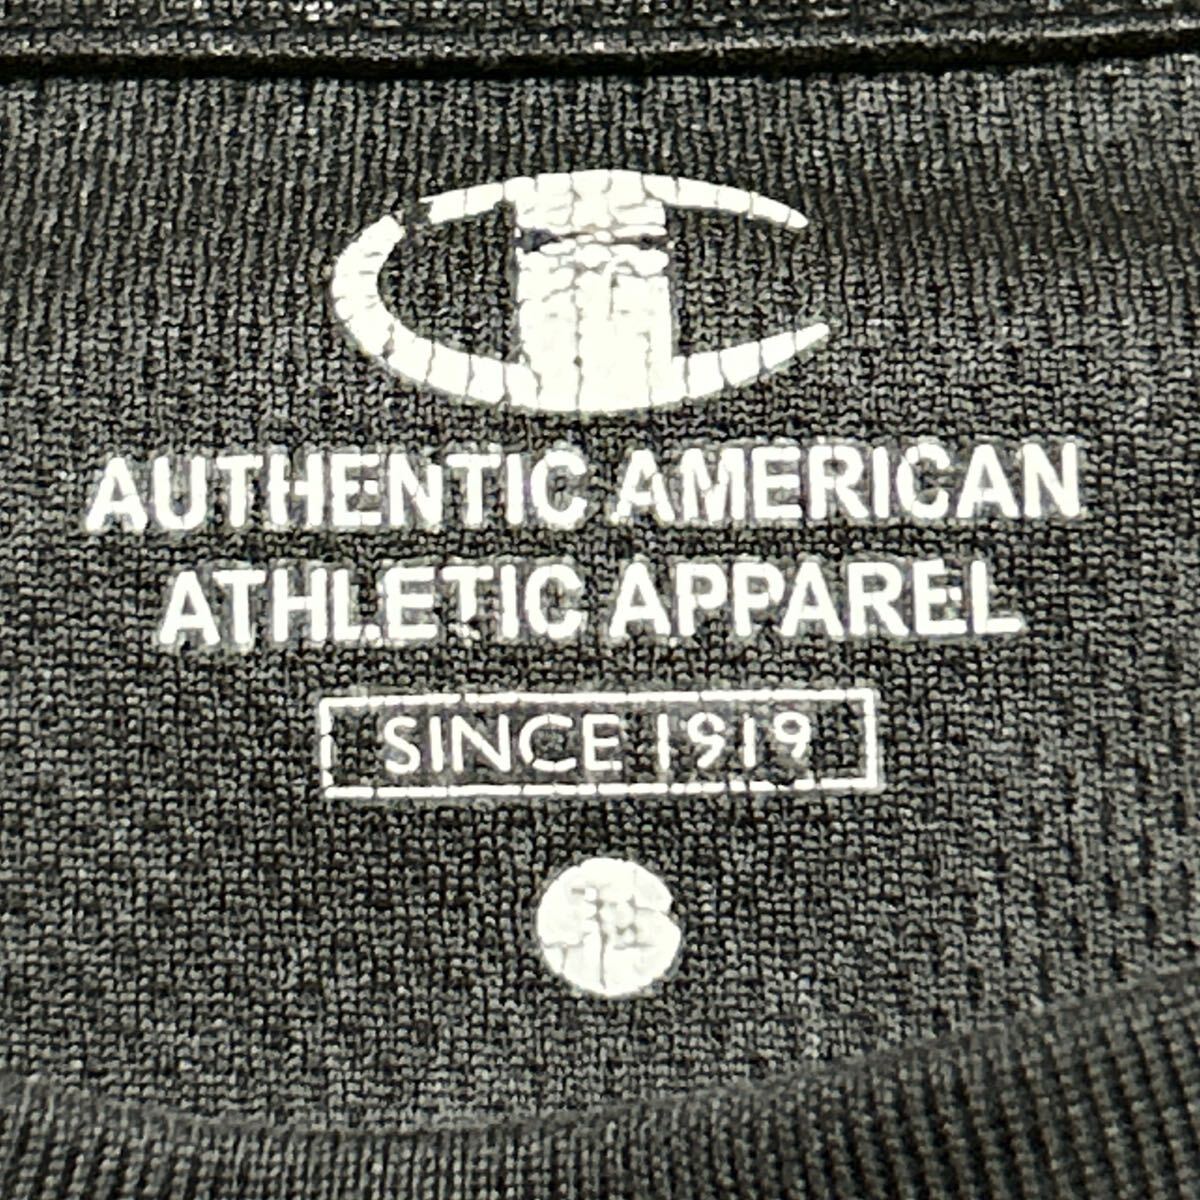 AUTHENTIC AMERICAN
ATHLETIC APPAREL
SINCE 1919